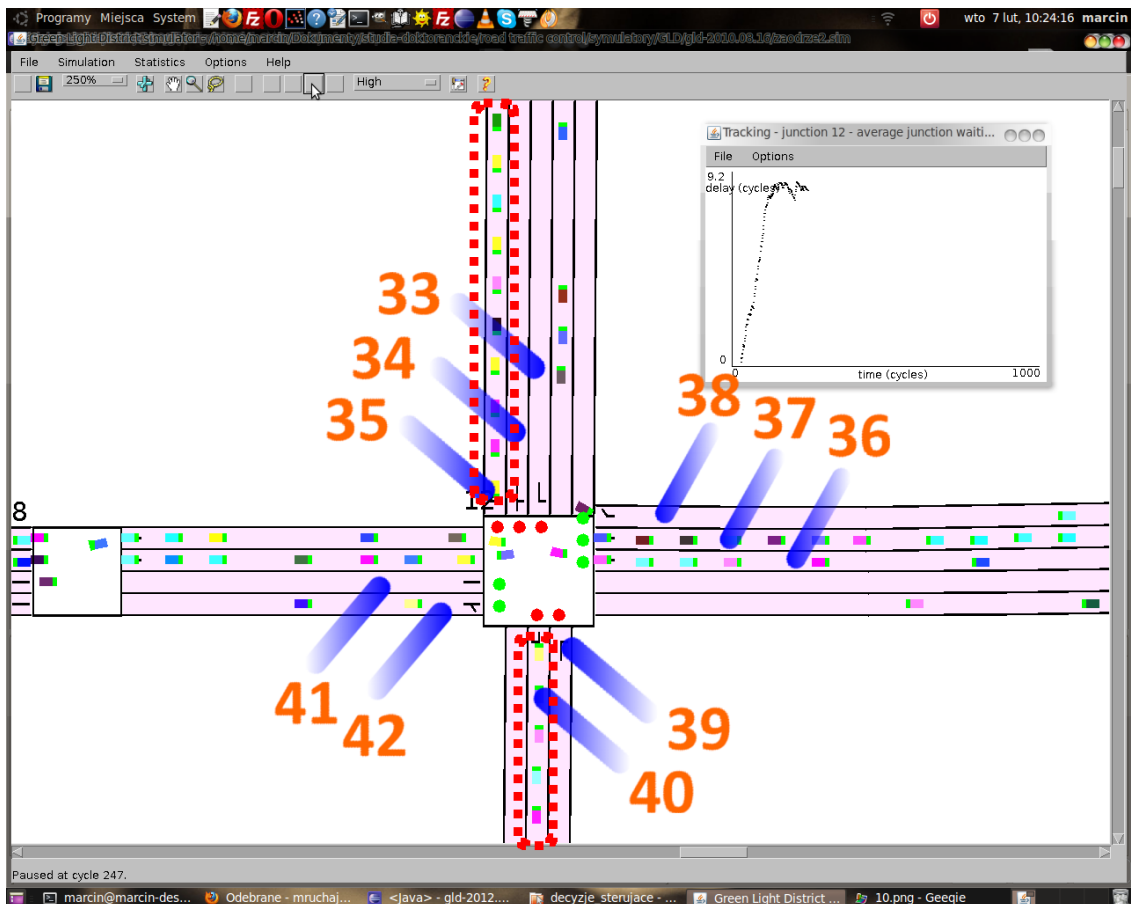 Programy Miejsca System
wto 7 lut, 10:24:16 marcin
Green Light District simulator - /home/marcin/Dokumenty/studia-doktoranckie/road traffic control/symulatory/GLD/gld-2010.08.16/zaodrze2.sim
File Simulation Statistics Options Help
250%
High
Tracking - junction 12 - average junction waiti...
File Options
9.2
delay (cycles)
0
0 time (cycles) 1000
33
34
35
38 37 36
12
8
41
42
39
40
Paused at cycle 247.
marcin@marcin-des... Odebrane - mruchaj... <Java> - gld-2012.... decyzje_sterujace - ... Green Light District ... 10.png - Geeqie